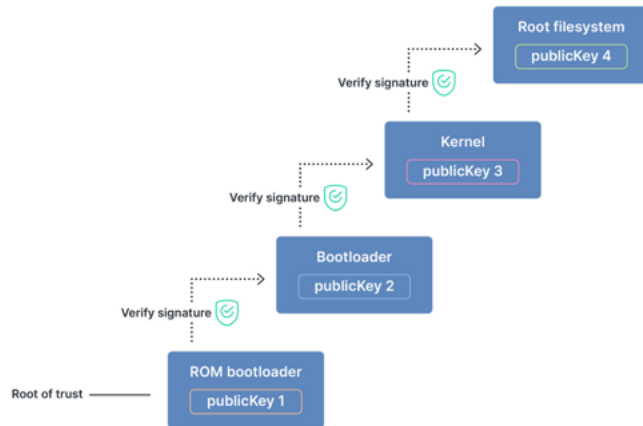 Root filesystem
publicKey 4
Verify signature
Kernel
publicKey 3
Verify signature
Bootloader
publicKey 2
Verify signature
ROM bootloader
Root of trust
publicKey 1